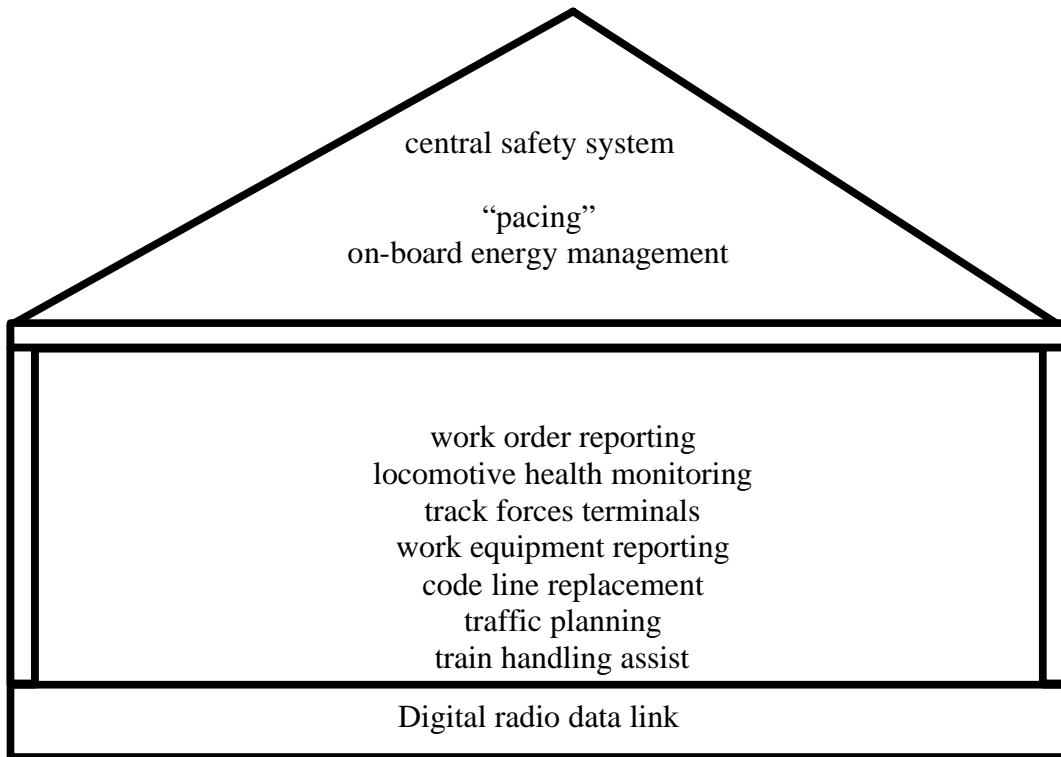 central safety system
“pacing”
on-board energy management
work order reporting
locomotive health monitoring
track forces terminals
work equipment reporting
code line replacement
traffic planning
train handling assist
Digital radio data link